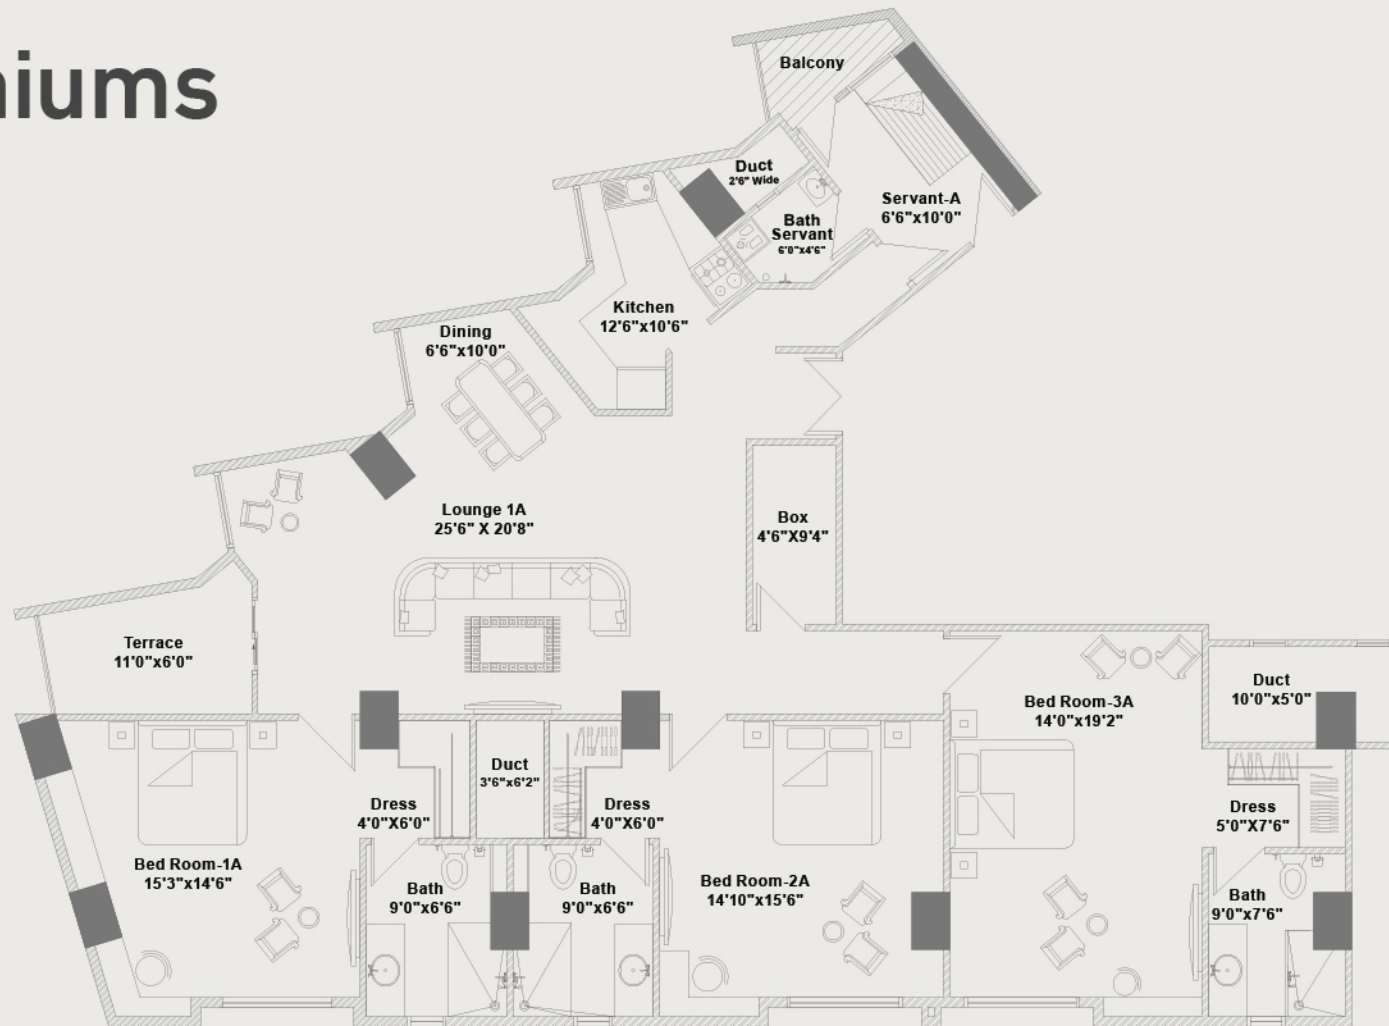 niums
Balcony
Duct
2'6" Wide
Servant-A
6'6"x10'0"
Bath
Servant
6'0"x4'6"
Kitchen
12'6"x10'6"
Dining
6'6"x10'0"
Lounge 1A
25'6" X 20'8"
Box
4'6"X9'4"
Terrace
11'0"x6'0"
Duct
10'0"x5'0"
Bed Room-3A
14'0"x19'2"
Duct
3'6"x6'2"
Dress
4'0"X6'0"
Dress
4'0"X6'0"
Dress
5'0"X7'6"
Bed Room-1A
15'3"x14'6"
Bath
9'0"x6'6"
Bath
9'0"x6'6"
Bed Room-2A
14'10"x15'6"
Bath
9'0"x7'6"